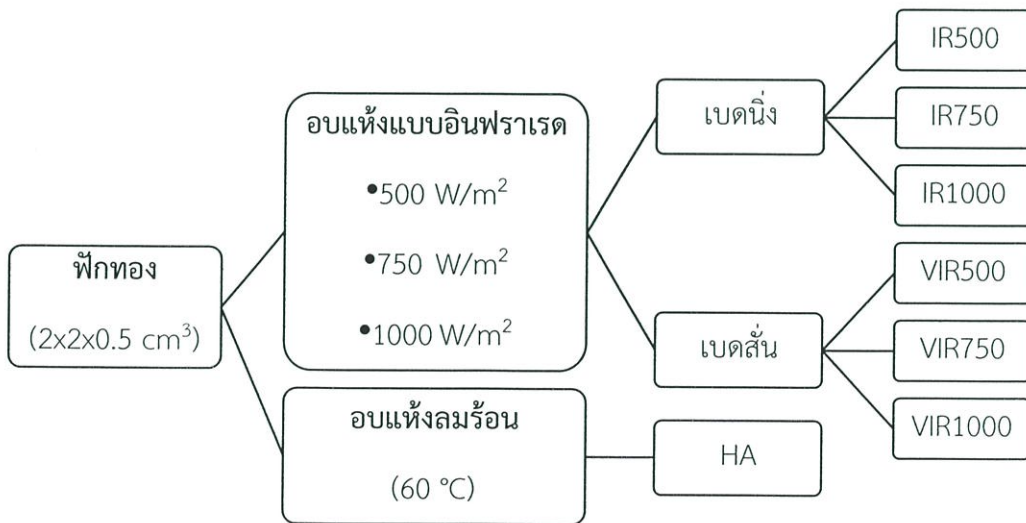 ฟักทอง
(2x2x0.5 cm³)
อบแห้งแบบอินฟราเรด
•500 W/m²
•750 W/m²
•1000 W/m²
อบแห้งลมร้อน
(60 °C)
เบดนิ่ง
เบดสั่น
HA
IR500
IR750
IR1000
VIR500
VIR750
VIR1000